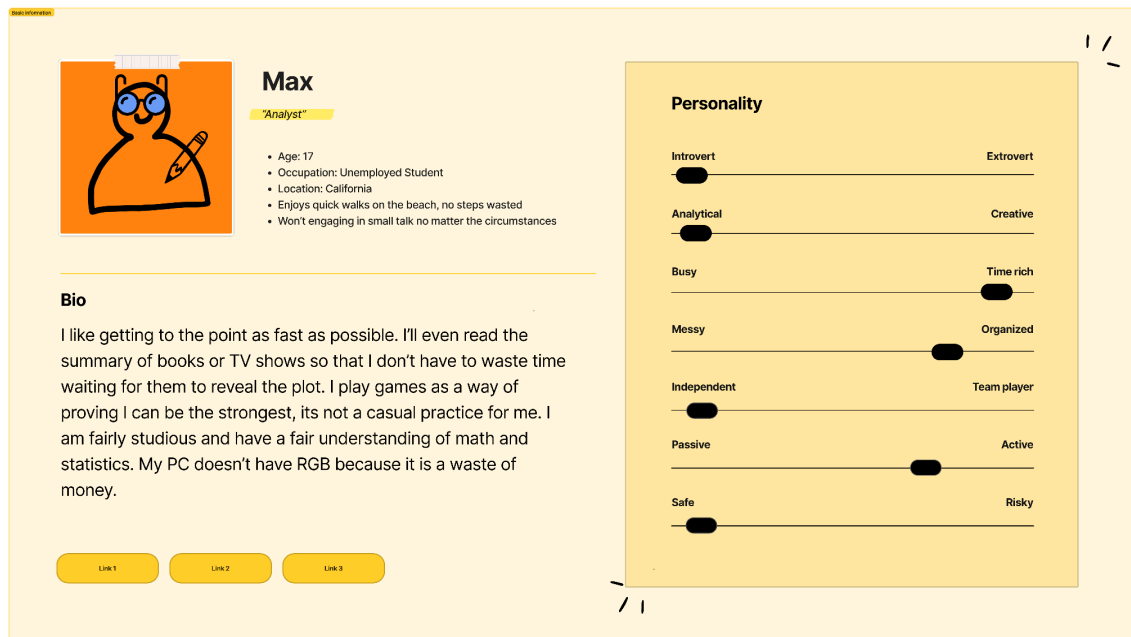 Basic Information
Max
"Analyst"
• Age: 17
• Occupation: Unemployed Student
• Location: California
• Enjoys quick walks on the beach, no steps wasted
• Won't engaging in small talk no matter the circumstances
Bio
I like getting to the point as fast as possible. I'll even read the
summary of books or TV shows so that I don't have to waste time
waiting for them to reveal the plot. I play games as a way of
proving I can be the strongest, its not a casual practice for me. I
am fairly studious and have a fair understanding of math and
statistics. My PC doesn't have RGB because it is a waste of
money.
Link 1
Link 2
Link 3
Personality
Introvert Extrovert
Analytical Creative
Busy Time rich
Messy Organized
Independent Team player
Passive Active
Safe Risky